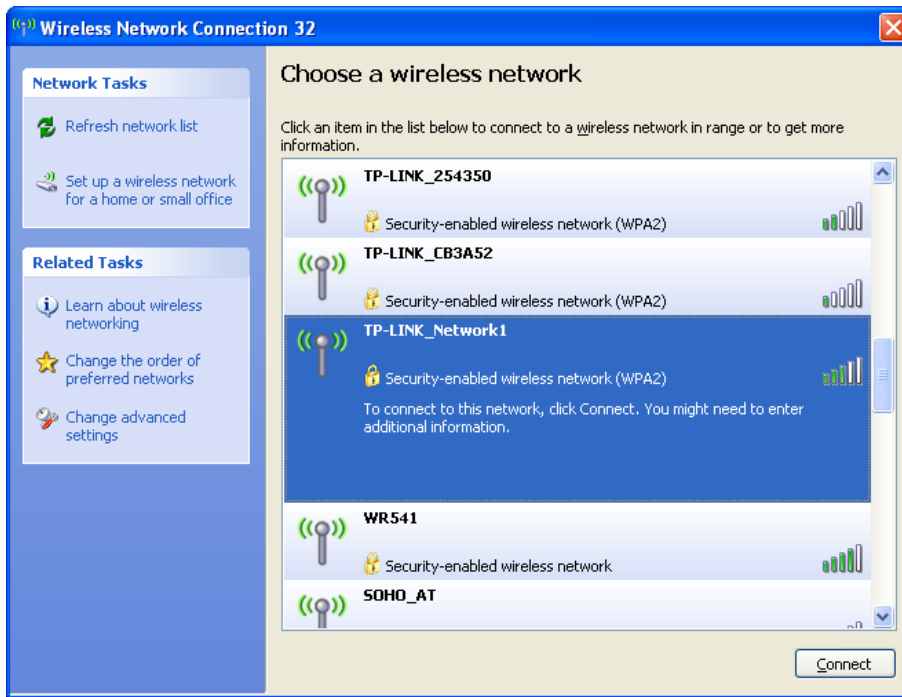 Wireless Network Connection 32
Network Tasks
Refresh network list
Set up a wireless network
for a home or small office
Related Tasks
Learn about wireless
networking
Change the order of
preferred networks
Change advanced
settings
Choose a wireless network
Click an item in the list below to connect to a wireless network in range or to get more
information.
TP-LINK_254350
Security-enabled wireless network (WPA2)
TP-LINK_CB3A52
Security-enabled wireless network (WPA2)
TP-LINK_Network1
Security-enabled wireless network (WPA2)
To connect to this network, click Connect. You might need to enter
additional information.
WR541
Security-enabled wireless network
SOHO_AT
Connect